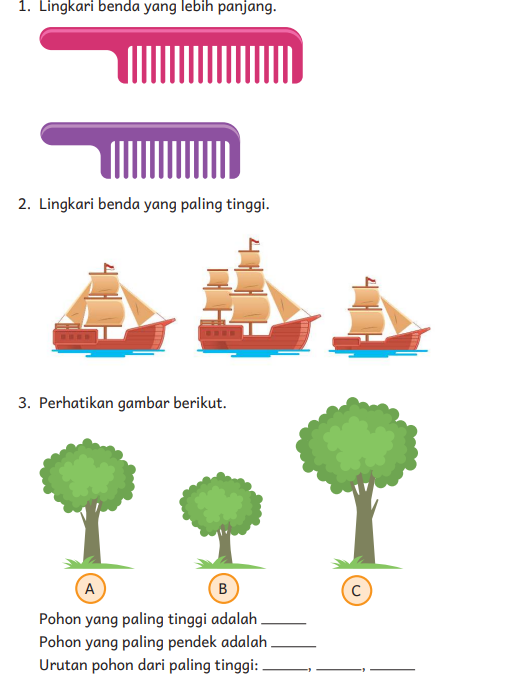 1. Lingkari benda yang lebih panjang.
2. Lingkari benda yang paling tinggi.
3. Perhatikan gambar berikut.
A B C
Pohon yang paling tinggi adalah ______
Pohon yang paling pendek adalah ______
Urutan pohon dari paling tinggi: ______, ______, ______